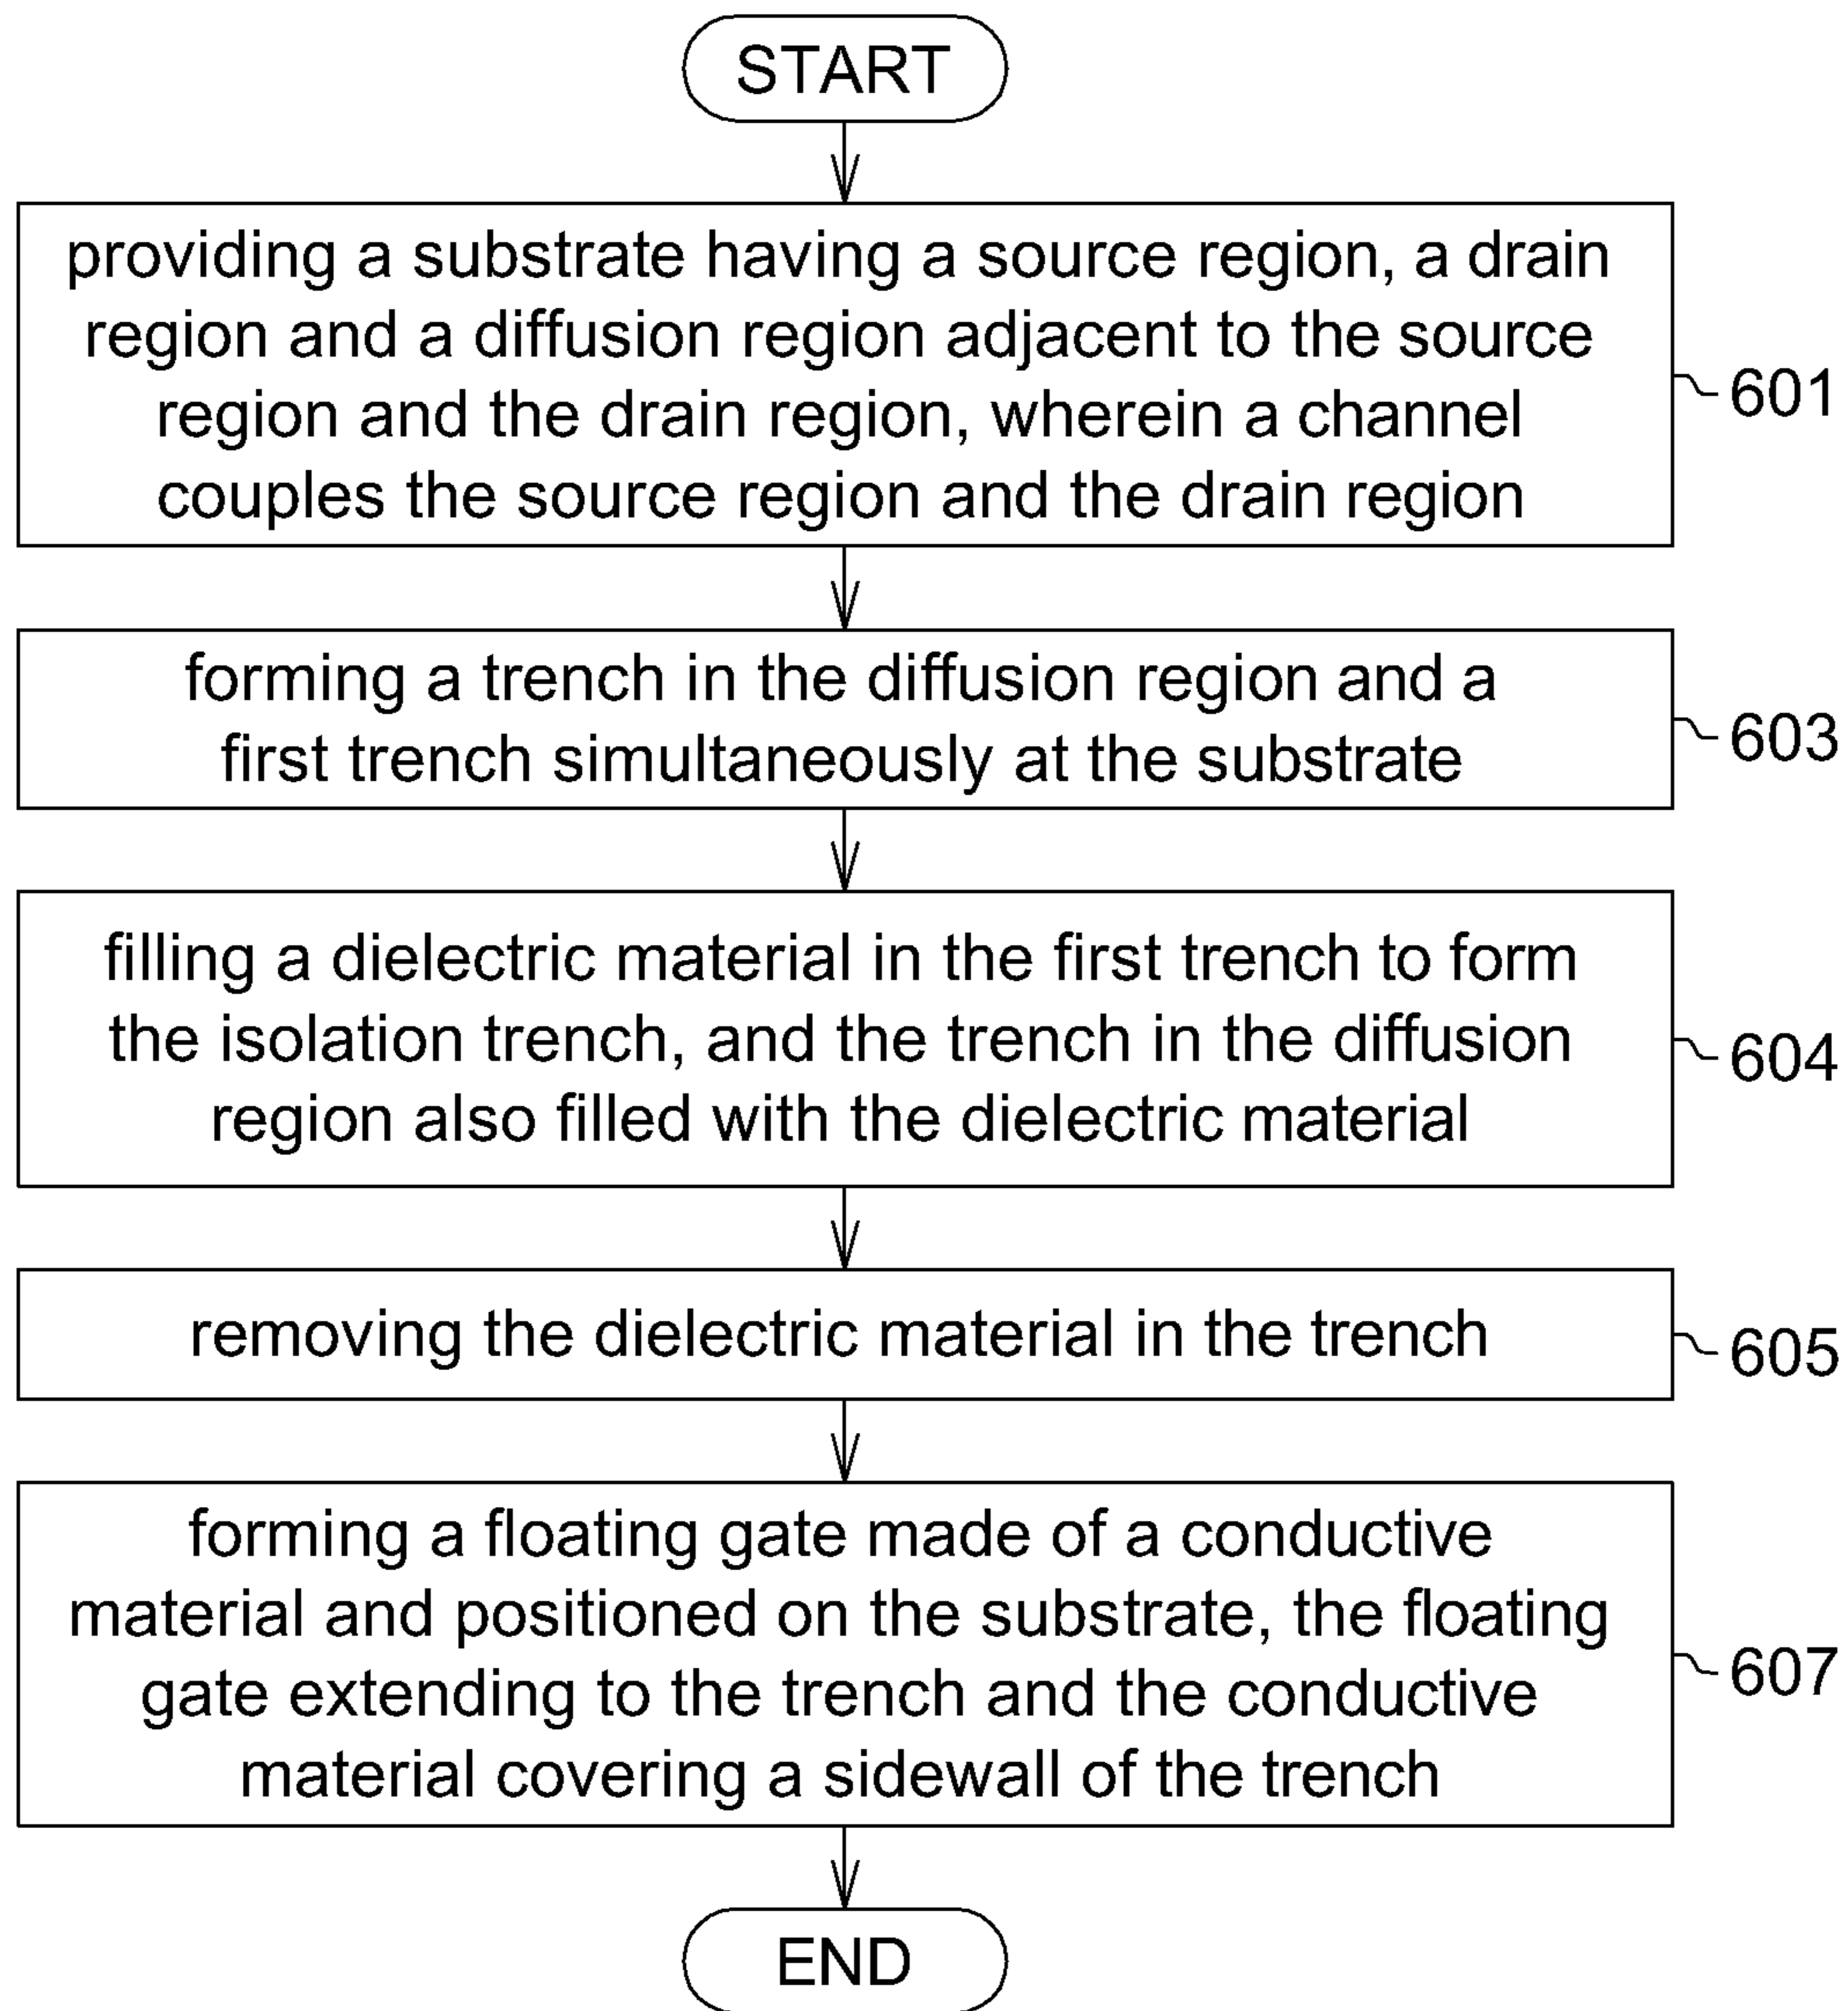 START
providing a substrate having a source region, a drain
region and a diffusion region adjacent to the source
region and the drain region, wherein a channel
couples the source region and the drain region
601
forming a trench in the diffusion region and a
first trench simultaneously at the substrate
603
filling a dielectric material in the first trench to form
the isolation trench, and the trench in the diffusion
region also filled with the dielectric material
604
removing the dielectric material in the trench
605
forming a floating gate made of a conductive
material and positioned on the substrate, the floating
gate extending to the trench and the conductive
material covering a sidewall of the trench
607
END